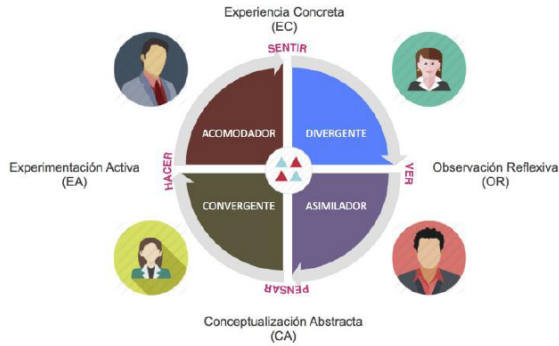 Experiencia Concreta
(EC)
SENTIR
ACOMODADOR
DIVERGENTE
Experimentación Activa
(EA)
HACER
VER
Observación Reflexiva
(OR)
CONVERGENTE
ASIMILADOR
PENSAR
Conceptualización Abstracta
(CA)